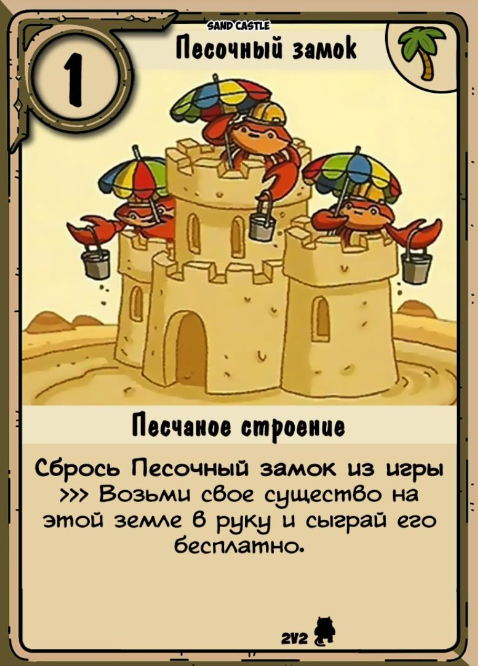 SAND CASTLE
1
Песочный замок
Песчаное строение
Сбрось Песочный замок из игры
>>> Возьми свое существо на
этой земле в руку и сыграй его
бесплатно.
2V2